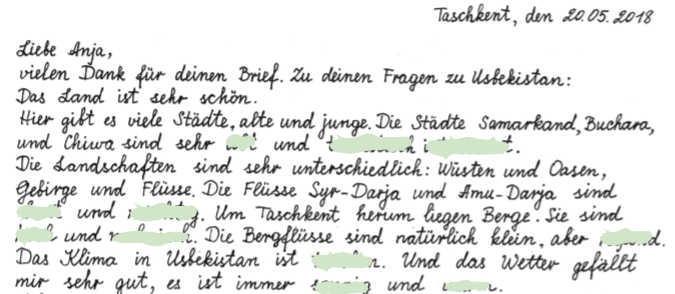 Taschkent, den 20.05.2018
Liebe Anja,
vielen Dank für deinen Brief. Zu deinen Fragen zu Usbekistan:
Das Land ist sehr schön.
Hier gibt es viele Städte, alte und junge. Die Städte Samarkand, Buchara,
und Chiwa sind sehr und .
Die Landschaften sind sehr unterschiedlich: Wüsten und Oasen,
Gebirge und Flüsse. Die Flüsse Syr-Darja und Amu-Darja sind
und . Um Taschkent herum liegen Berge. Sie sind
und . Die Bergflüsse sind natürlich klein, aber .
Das Klima in Usbekistan ist . Und das Wetter gefällt
mir sehr gut, es ist immer und .